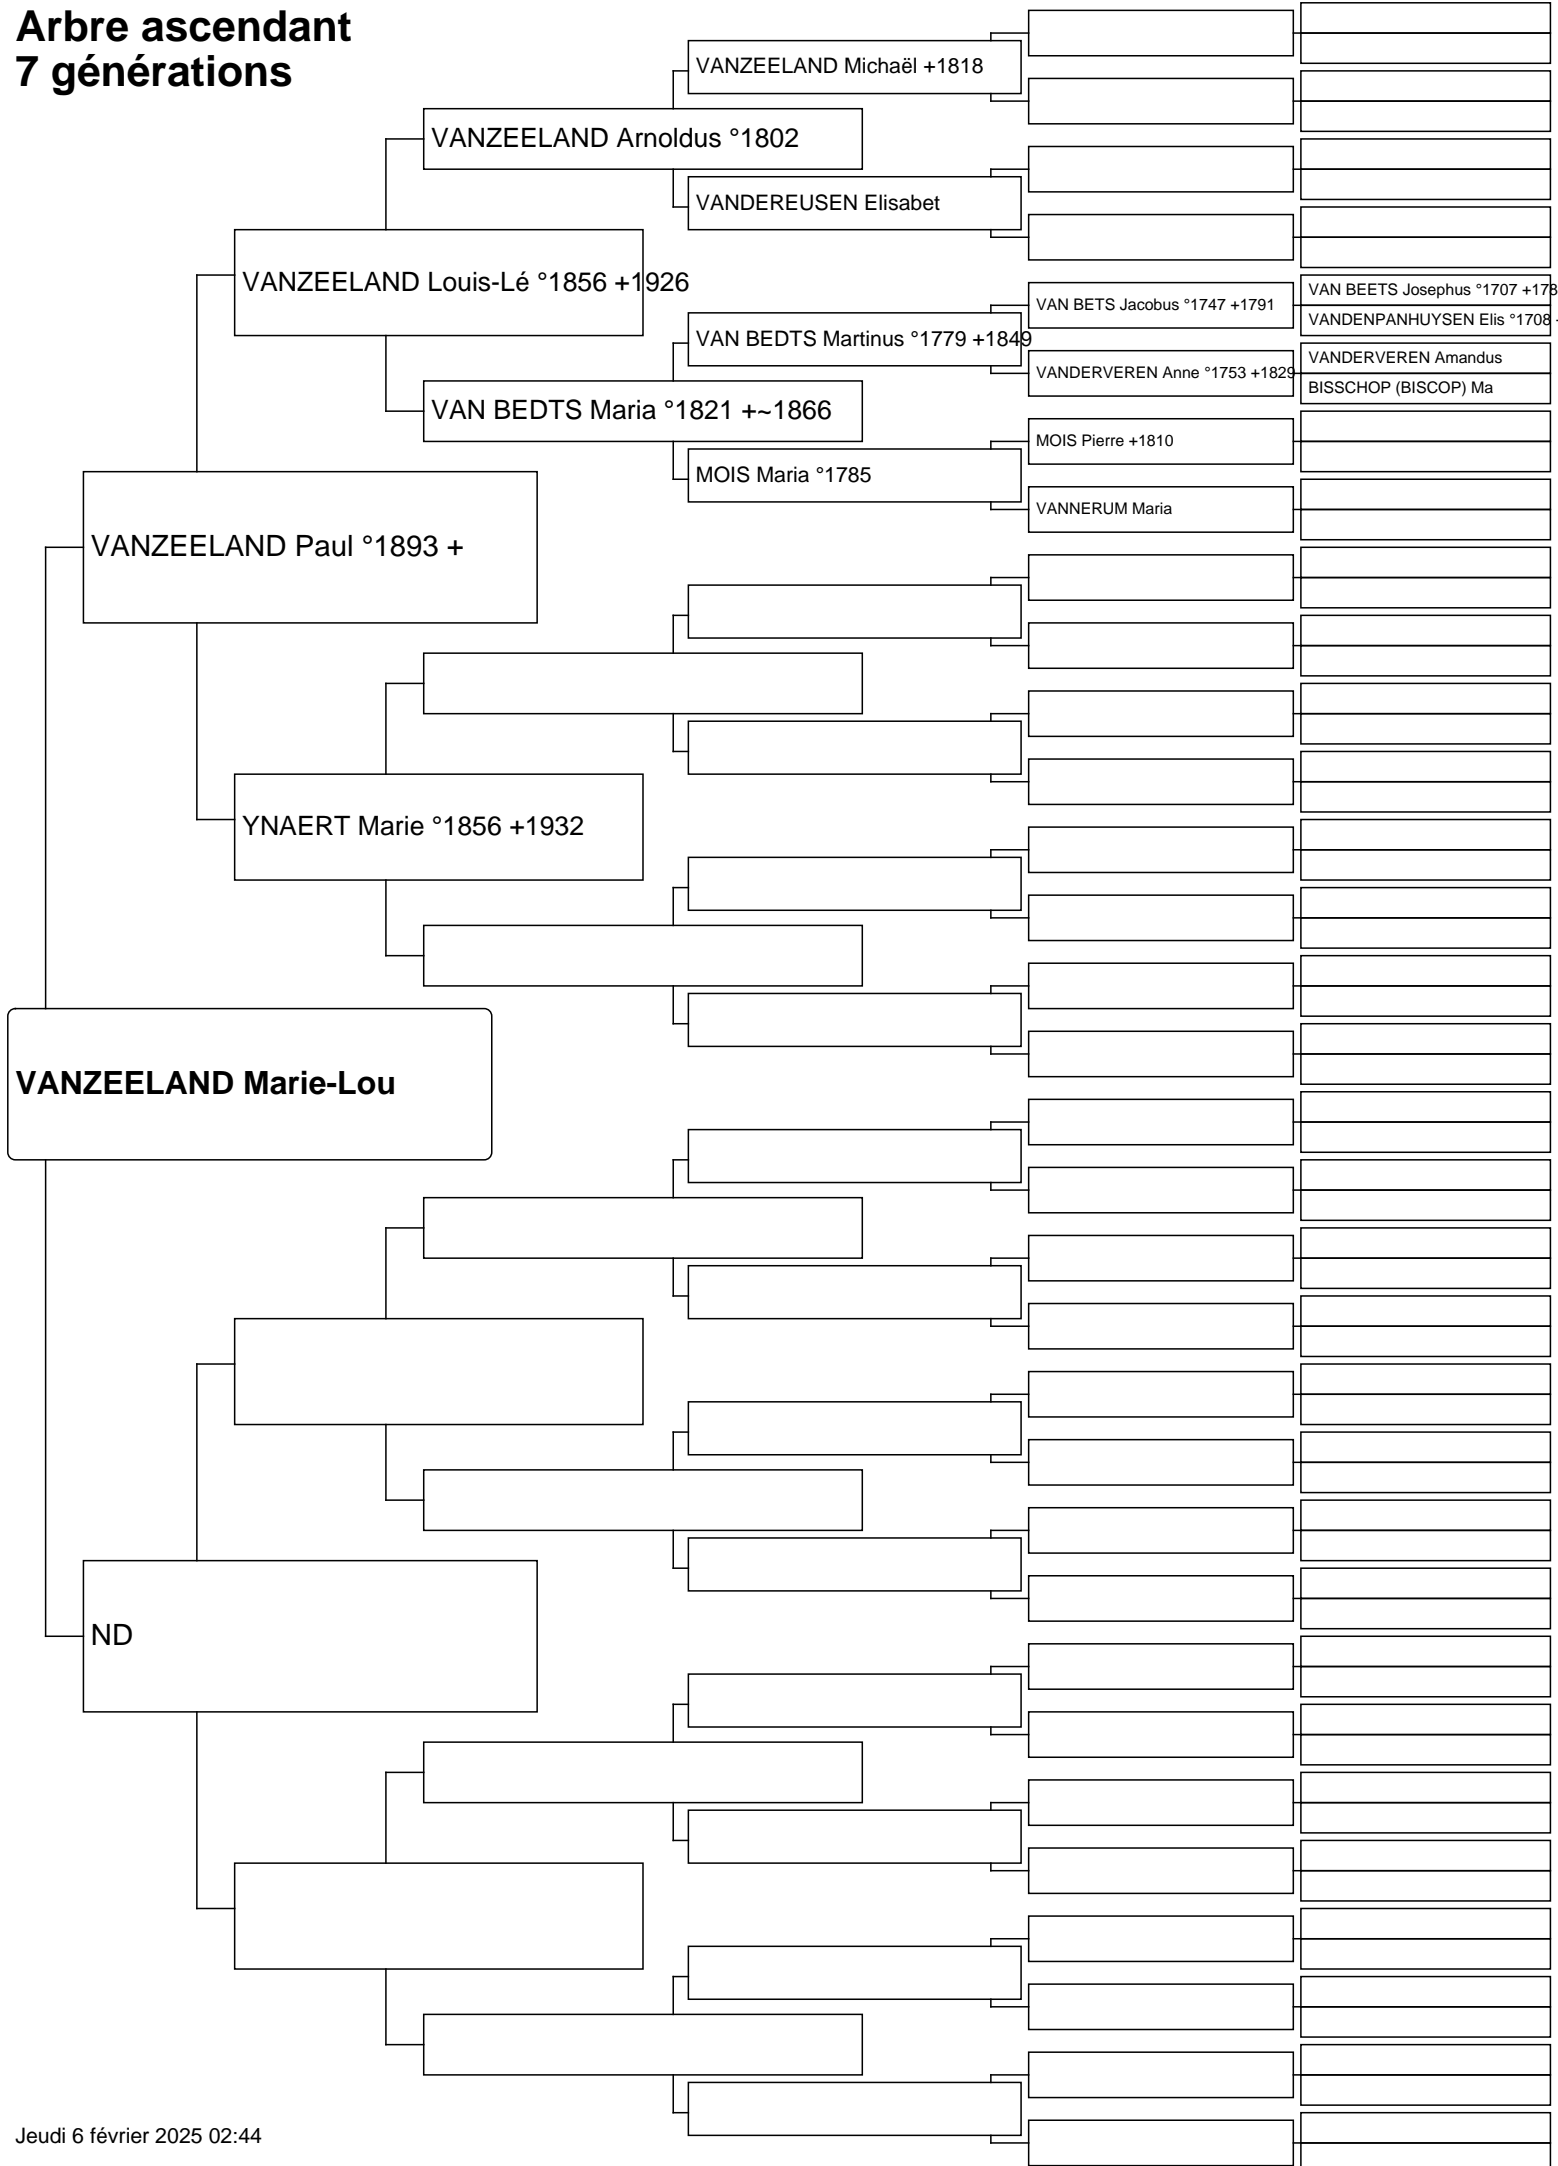 Arbre ascendant
7 générations
VANZEELAND Michaël +1818
VANZEELAND Arnoldus °1802
VANDEREUSEN Elisabet
VANZEELAND Louis-Lé °1856 +1926
VAN BEETS Josephus °1707 +178
VAN BETS Jacobus °1747 +1791
VANDENPANHUYSEN Elis °1708 -
VAN BEDTS Martinus °1779 +1849
VANDERVEREN Amandus
VANDERVEREN Anne °1753 +1829
BISSCHOP (BISCOP) Ma
VAN BEDTS Maria °1821 +~1866
MOIS Pierre +1810
MOIS Maria °1785
VANNERUM Maria
VANZEELAND Paul °1893 +
YNAERT Marie °1856 +1932
VANZEELAND Marie-Lou
ND
Jeudi 6 février 2025 02:44